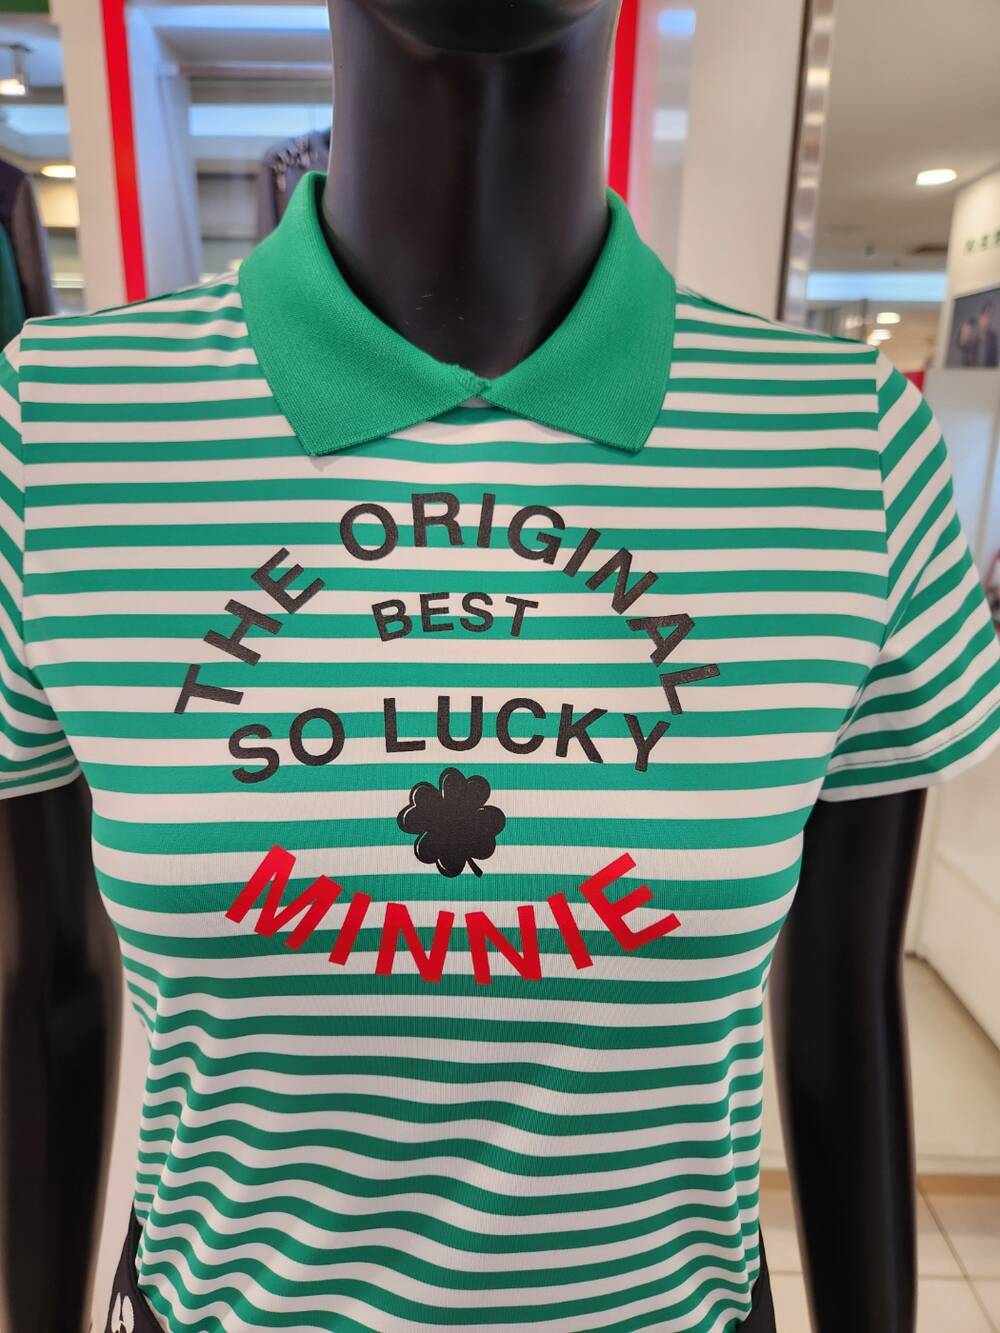 THE ORIGINAL
BEST
SO LUCKY
MINNIE